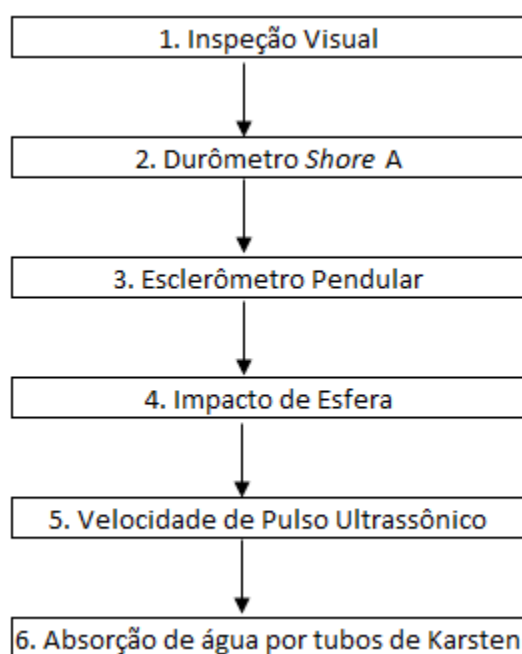 1. Inspeção Visual
2. Durômetro Shore A
3. Esclerômetro Pendular
4. Impacto de Esfera
5. Velocidade de Pulso Ultrassônico
6. Absorção de água por tubos de Karsten